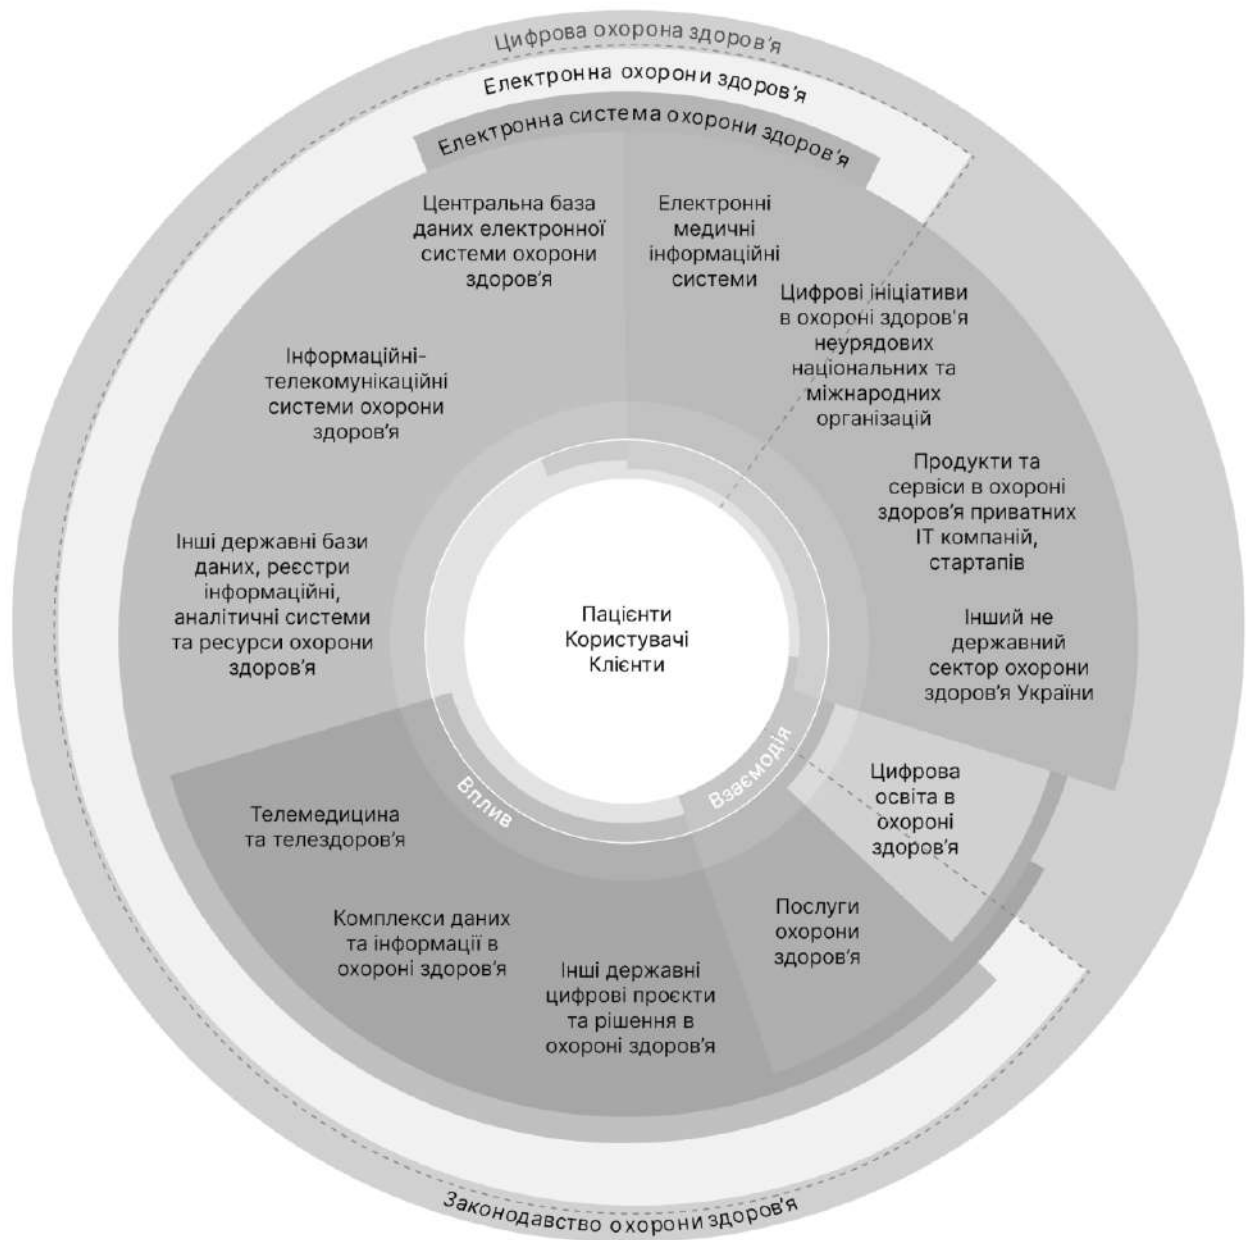 Цифрова охорона здоров'я
Електронна охорони здоров'я
Електронна система охорони здоров'я
Центральна база
даних електронної
системи охорони
здоров'я
Електронні
медичні
інформаційні
системи
Цифрові ініціативи
в охороні здоров'я
неурядових
національних та
міжнародних
організацій
Інформаційні-
телекомунікаційні
системи охорони
здоров'я
Продукти та
сервіси в охороні
здоров'я приватних
ІТ компаній,
стартапів
Інші державні бази
даних, реєстри
інформаційні,
аналітичні системи
та ресурси охорони
здоров'я
Пацієнти
Користувачі
Клієнти
Інший не
державний
сектор охорони
здоров'я України
Вплив
Взаємодія
Цифрова
освіта в
охороні
здоров'я
Телемедицина
та телездоров'я
Послуги
охорони
здоров'я
Комплекси даних
та інформації в
охороні здоров'я
Інші державні
цифрові проєкти
та рішення в
охороні здоров'я
Законодавство охорони здоров'я